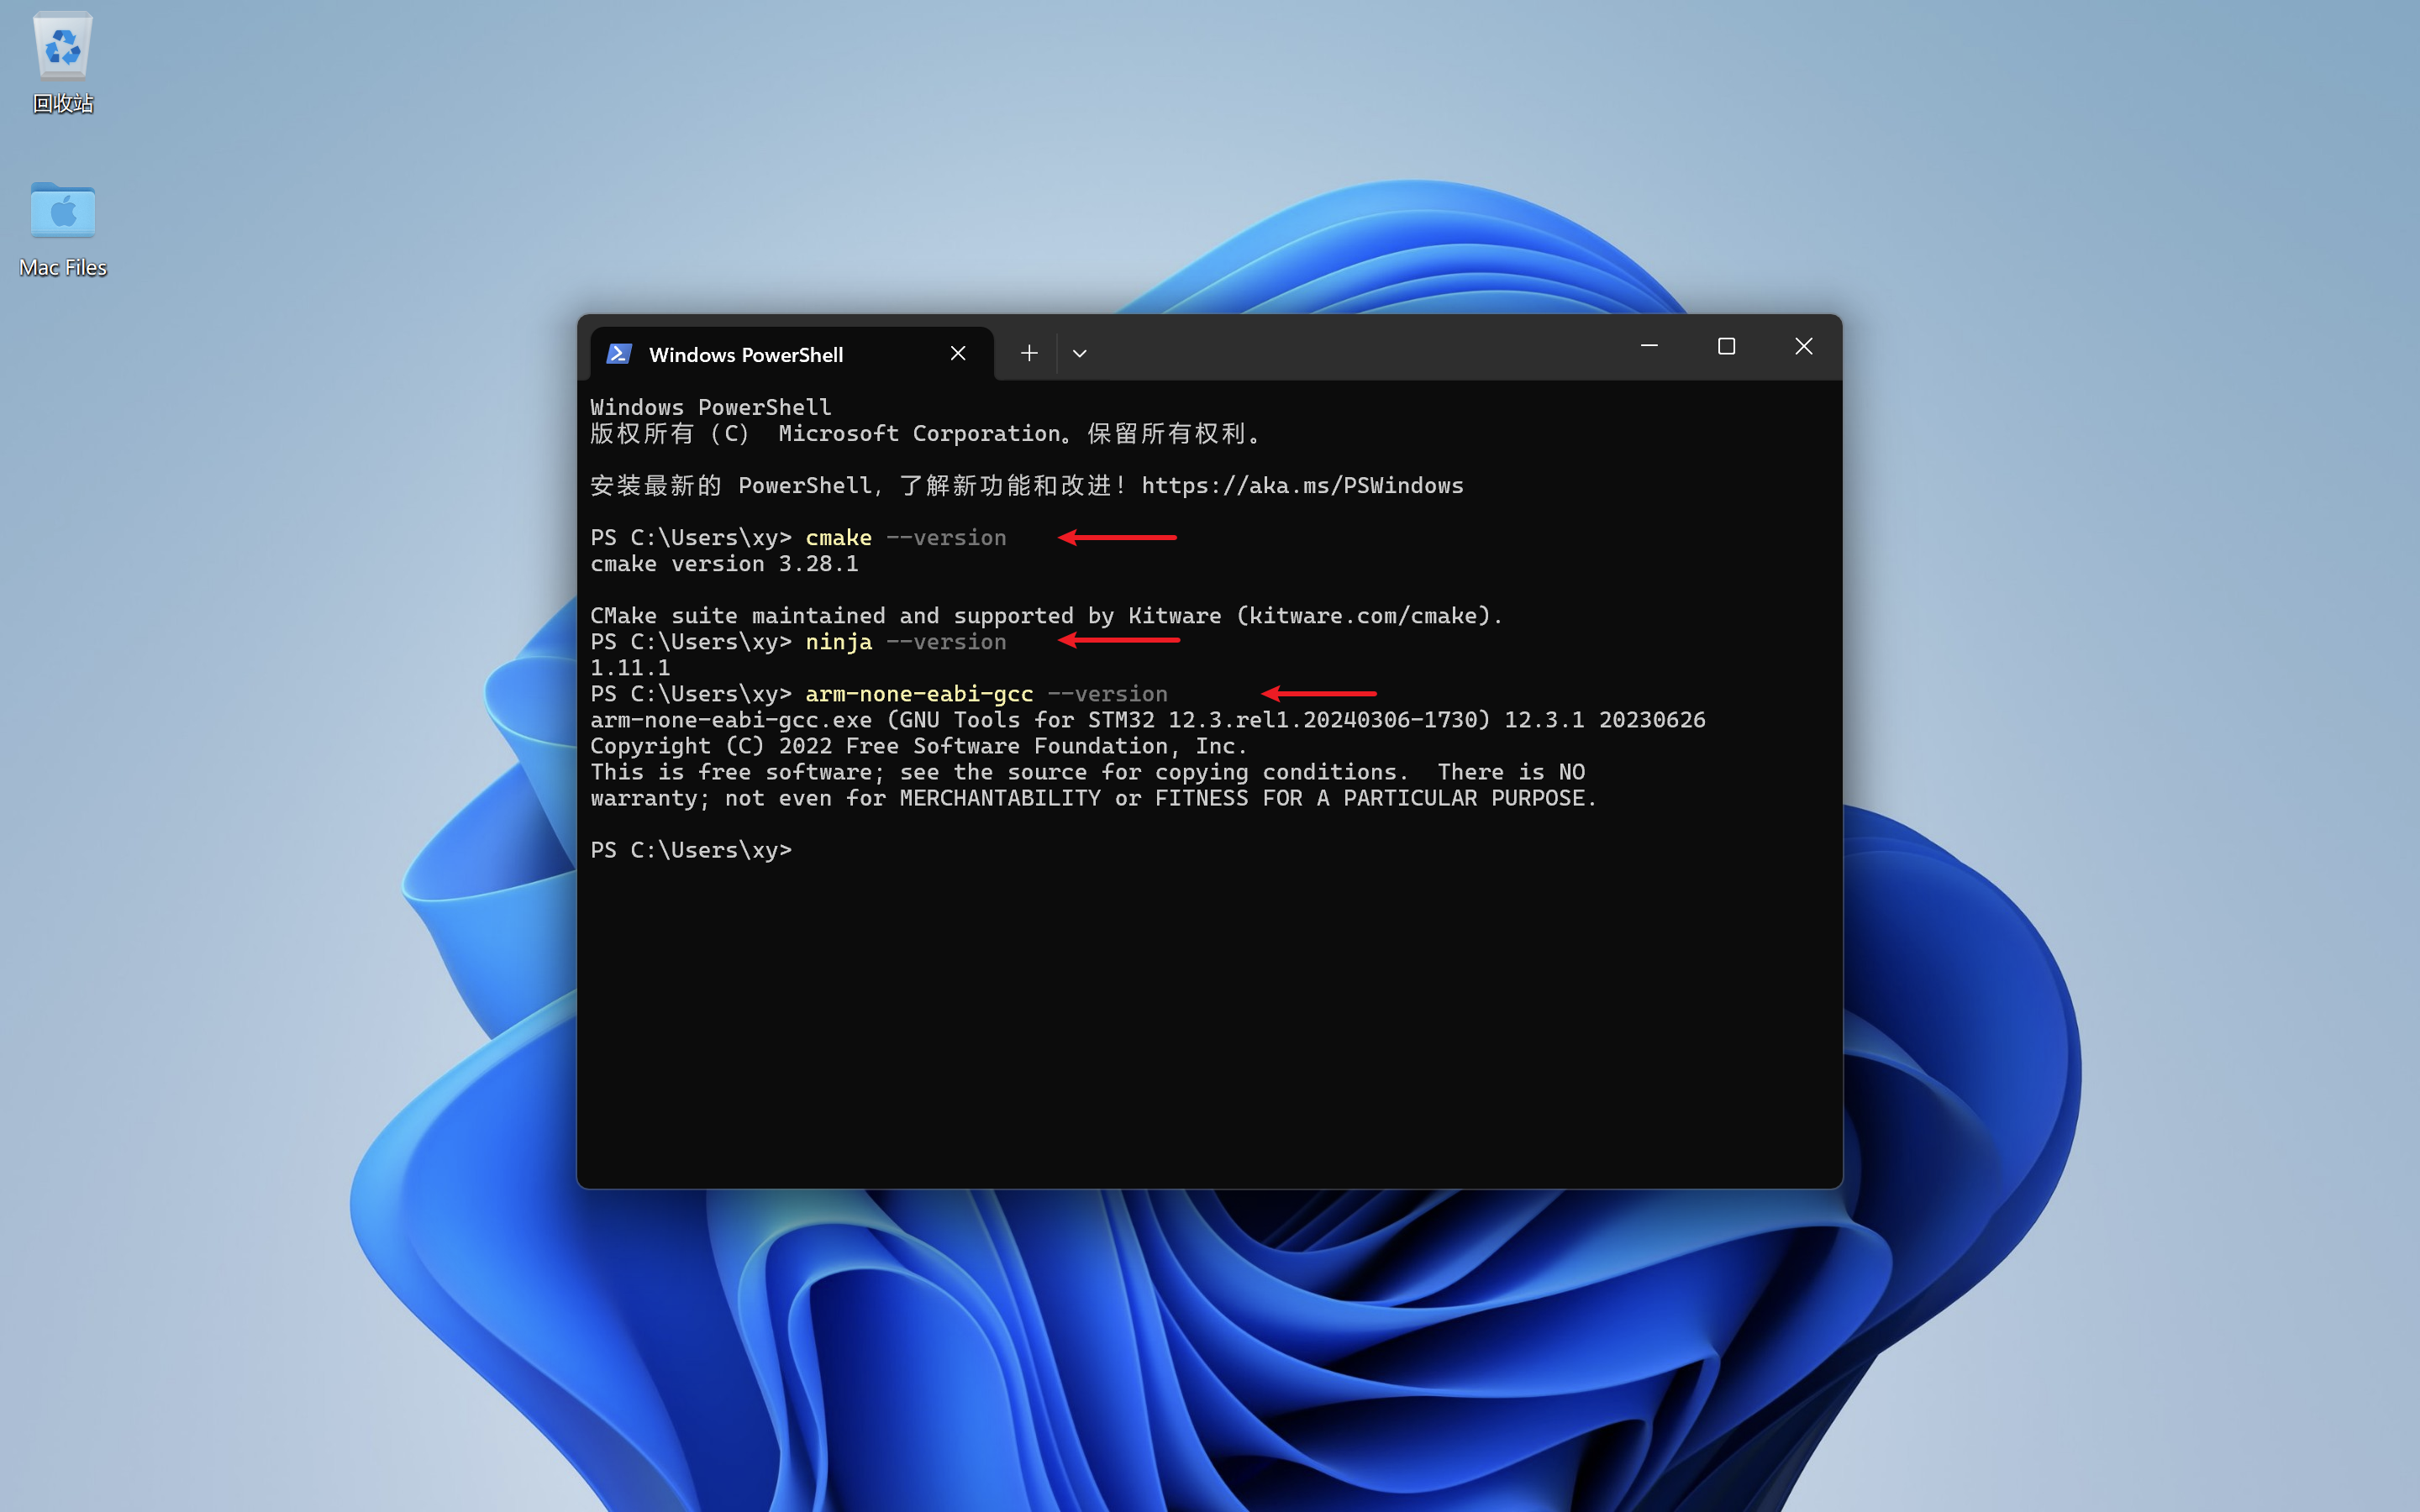 回收站
Mac Files
Windows PowerShell
Windows PowerShell
版权所有（C） Microsoft Corporation。保留所有权利。
安装最新的 PowerShell，了解新功能和改进！https://aka.ms/PSWindows
PS C:\Users\xy> cmake --version
cmake version 3.28.1
CMake suite maintained and supported by Kitware (kitware.com/cmake).
PS C:\Users\xy> ninja --version
1.11.1
PS C:\Users\xy> arm-none-eabi-gcc --version
arm-none-eabi-gcc.exe (GNU Tools for STM32 12.3.rel1.20240306-1730) 12.3.1 20230626
Copyright (C) 2022 Free Software Foundation, Inc.
This is free software; see the source for copying conditions.  There is NO
warranty; not even for MERCHANTABILITY or FITNESS FOR A PARTICULAR PURPOSE.
PS C:\Users\xy>